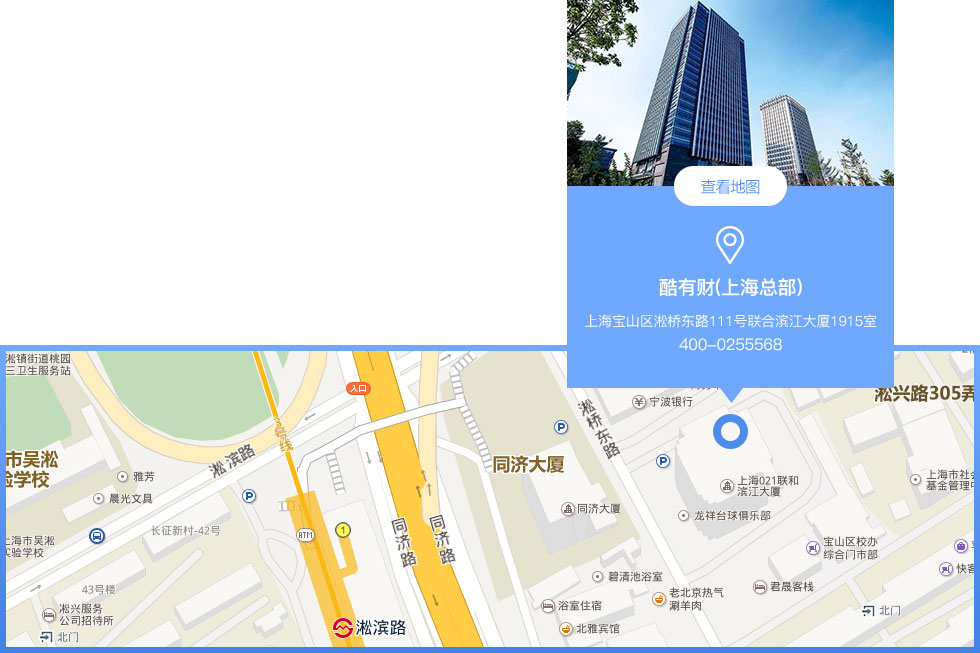 查看地图
酷有财(上海总部)
上海宝山区淞桥东路111号联合滨江大厦1915室
400-0255568
淞镇街道桃园
三卫生服务站
入口
宁波银行
淞兴路305弄
淞桥东路
淞滨路
3号线
市吴淞
验学校
雅芳
晨光文具
P
P
P
同济大厦
上海021联和
滨江大厦
上海市社会
基金管理中
同济大厦
龙祥台球俱乐部
长征新村-42号
ATM
1
同济路
同济路
上海市吴淞
实验学校
宝山区校办
综合门市部
快客
碧清池浴室
君晟客栈
43号楼
老北京热气
涮羊肉
淞兴服务
公司招待所
浴室住宿
北门
北门
淞滨路
北雅宾馆